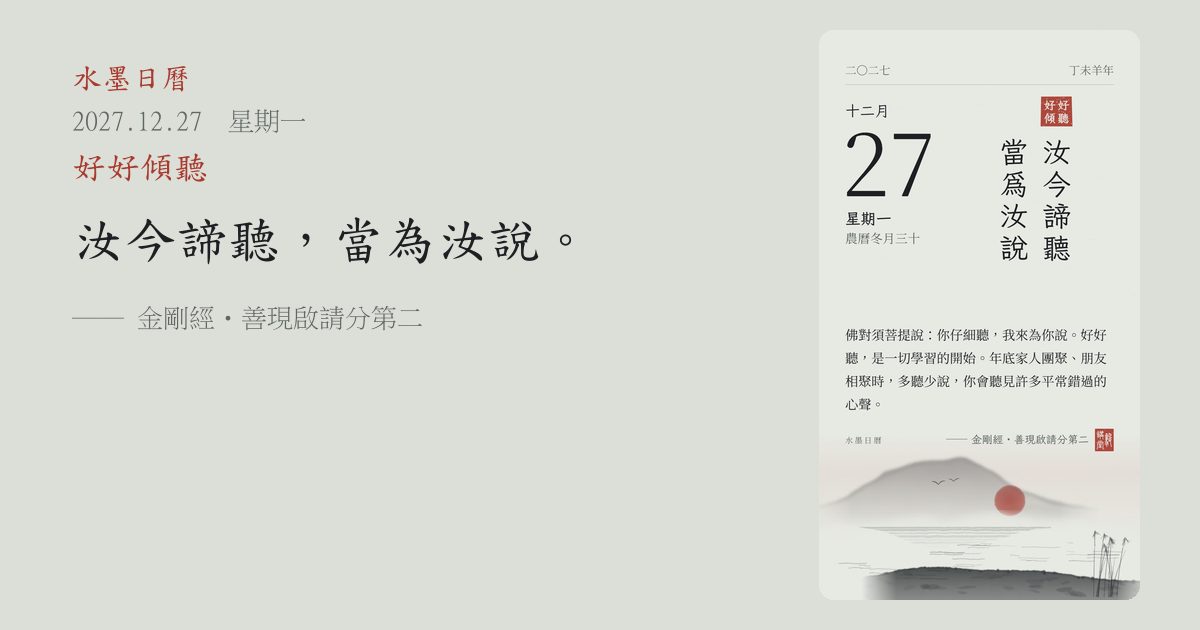 水墨日曆
2027.12.27 星期一
好好傾聽
汝今諦聽，當為汝說。
—— 金剛經・善現啟請分第二
二〇二七
丁未羊年
十二月
27
星期一
農曆冬月三十
好好傾聽
汝今諦聽
當爲汝說
佛對須菩提說：你仔細聽，我來為你說。好好
聽，是一切學習的開始。年底家人團聚、朋友
相聚時，多聽少說，你會聽見許多平常錯過的
心聲。
水墨日曆
—— 金剛經・善現啟請分第二